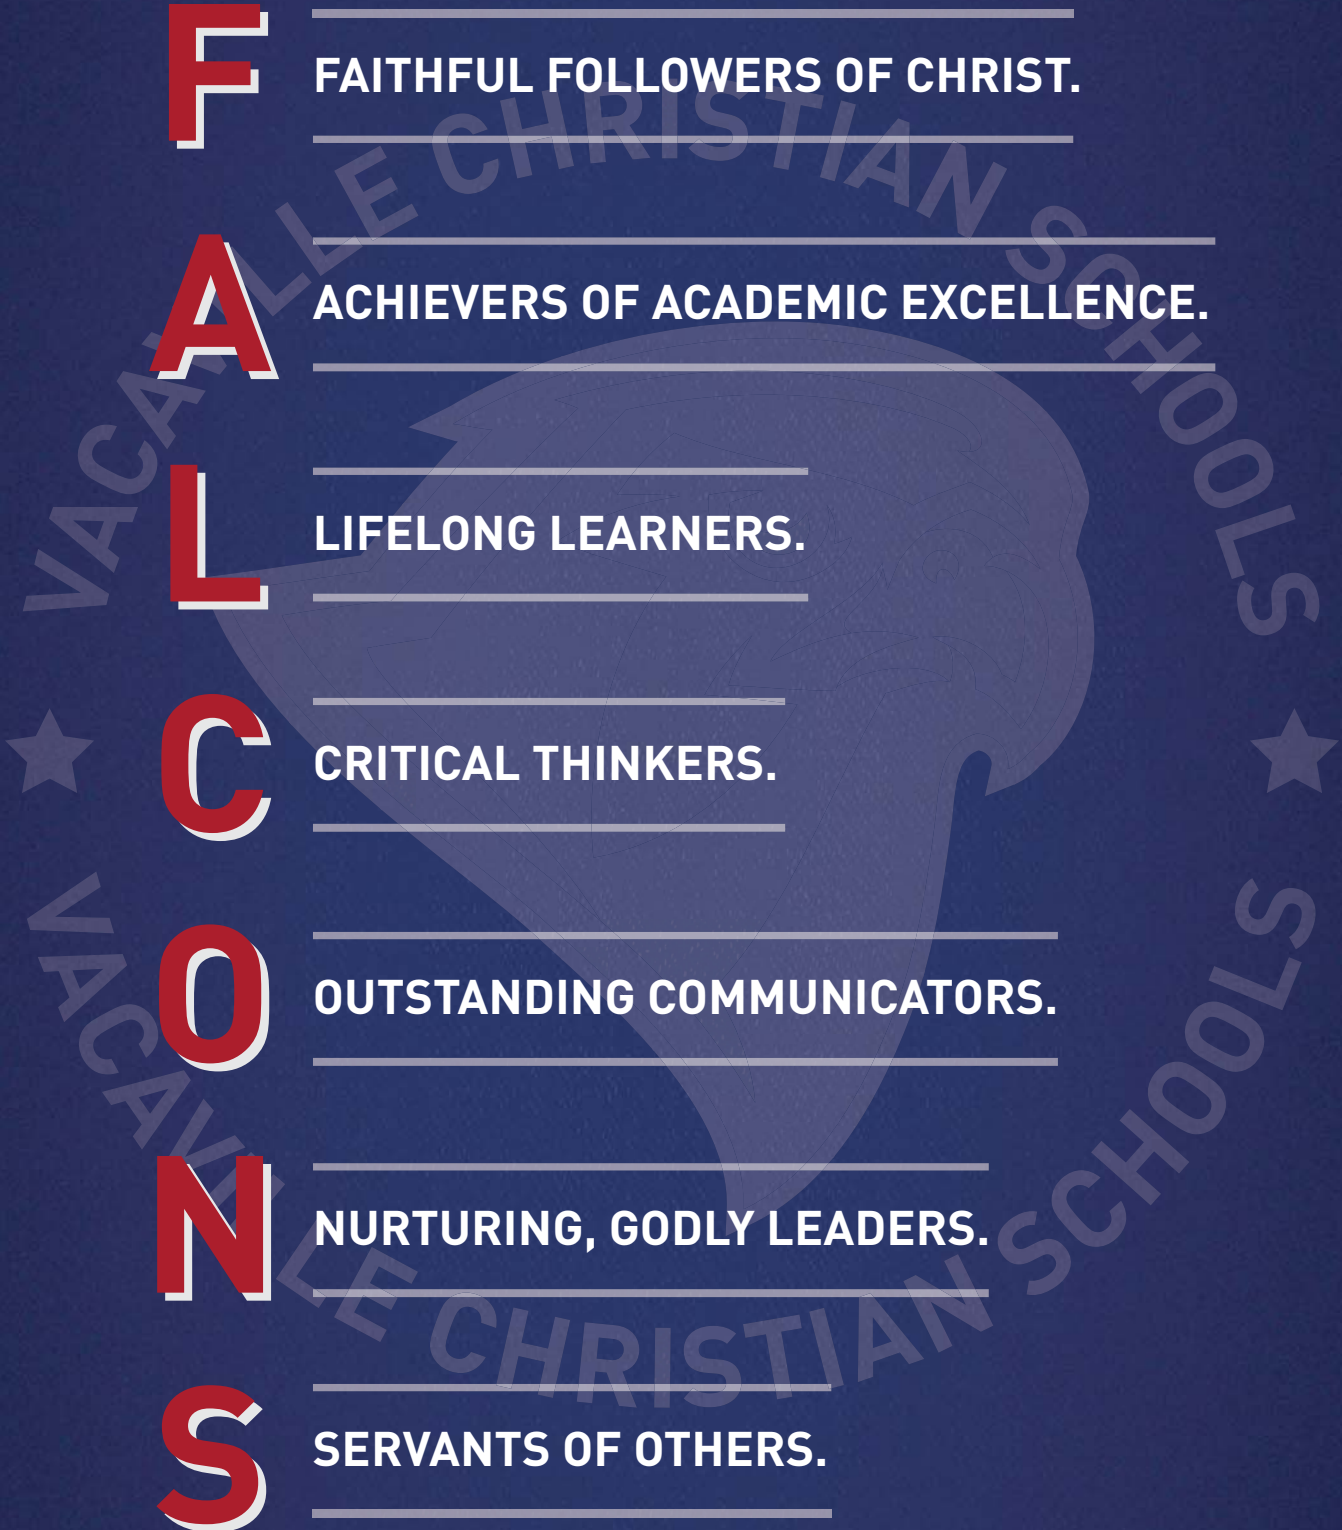 F
FAITHFUL FOLLOWERS OF CHRIST.
A
ACHIEVERS OF ACADEMIC EXCELLENCE.
L
LIFELONG LEARNERS.
C
CRITICAL THINKERS.
O
OUTSTANDING COMMUNICATORS.
N
NURTURING, GODLY LEADERS.
S
SERVANTS OF OTHERS.
VACAVILLE CHRISTIAN SCHOOLS
VACAVILLE CHRISTIAN SCHOOLS